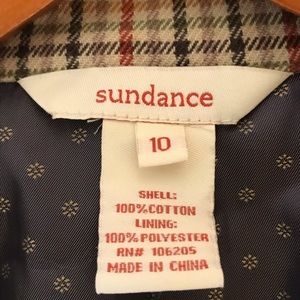 sundance
10
SHELL:
100%COTTON
LINING:
100% POLYESTER
RN# 106205
MADE IN CHINA